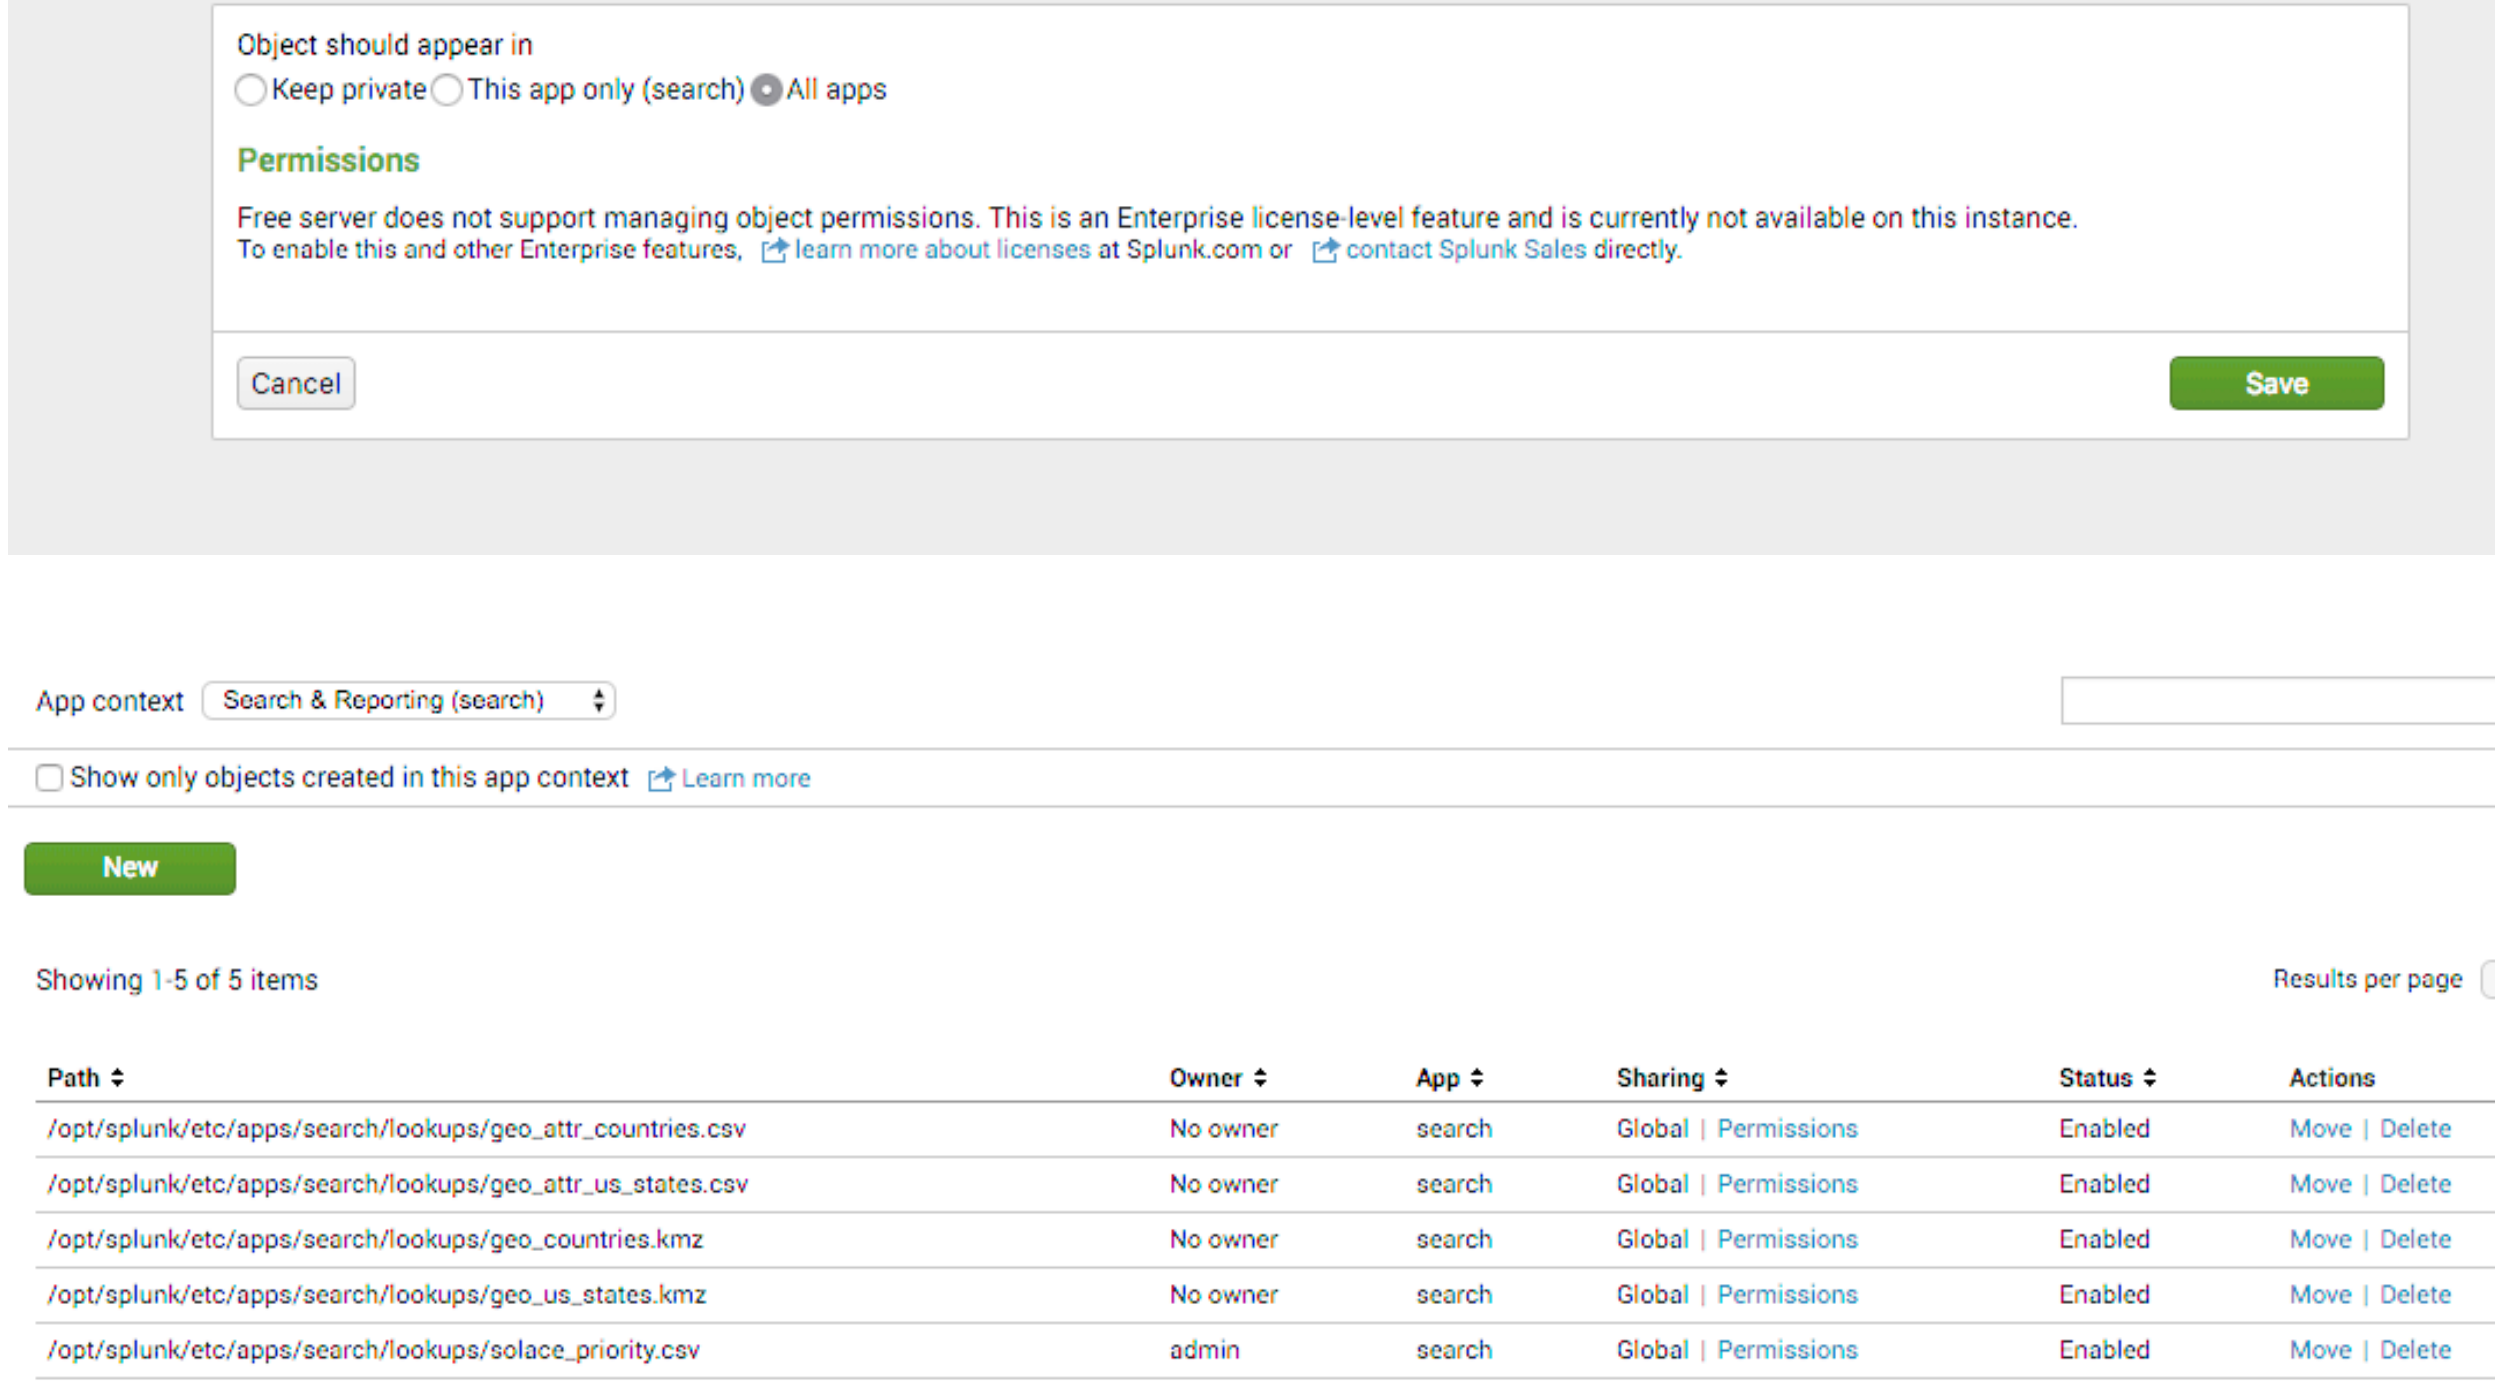 Object should appear in
Keep private This app only (search) All apps
Permissions
Free server does not support managing object permissions. This is an Enterprise license-level feature and is currently not available on this instance.
To enable this and other Enterprise features, learn more about licenses at Splunk.com or contact Splunk Sales directly.
Cancel Save
App context Search & Reporting (search)
Show only objects created in this app context Learn more
New
Showing 1-5 of 5 items Results per page
Path Owner App Sharing Status Actions
/opt/splunk/etc/apps/search/lookups/geo_attr_countries.csv No owner search Global | Permissions Enabled Move | Delete
/opt/splunk/etc/apps/search/lookups/geo_attr_us_states.csv No owner search Global | Permissions Enabled Move | Delete
/opt/splunk/etc/apps/search/lookups/geo_countries.kmz No owner search Global | Permissions Enabled Move | Delete
/opt/splunk/etc/apps/search/lookups/geo_us_states.kmz No owner search Global | Permissions Enabled Move | Delete
/opt/splunk/etc/apps/search/lookups/solace_priority.csv admin search Global | Permissions Enabled Move | Delete